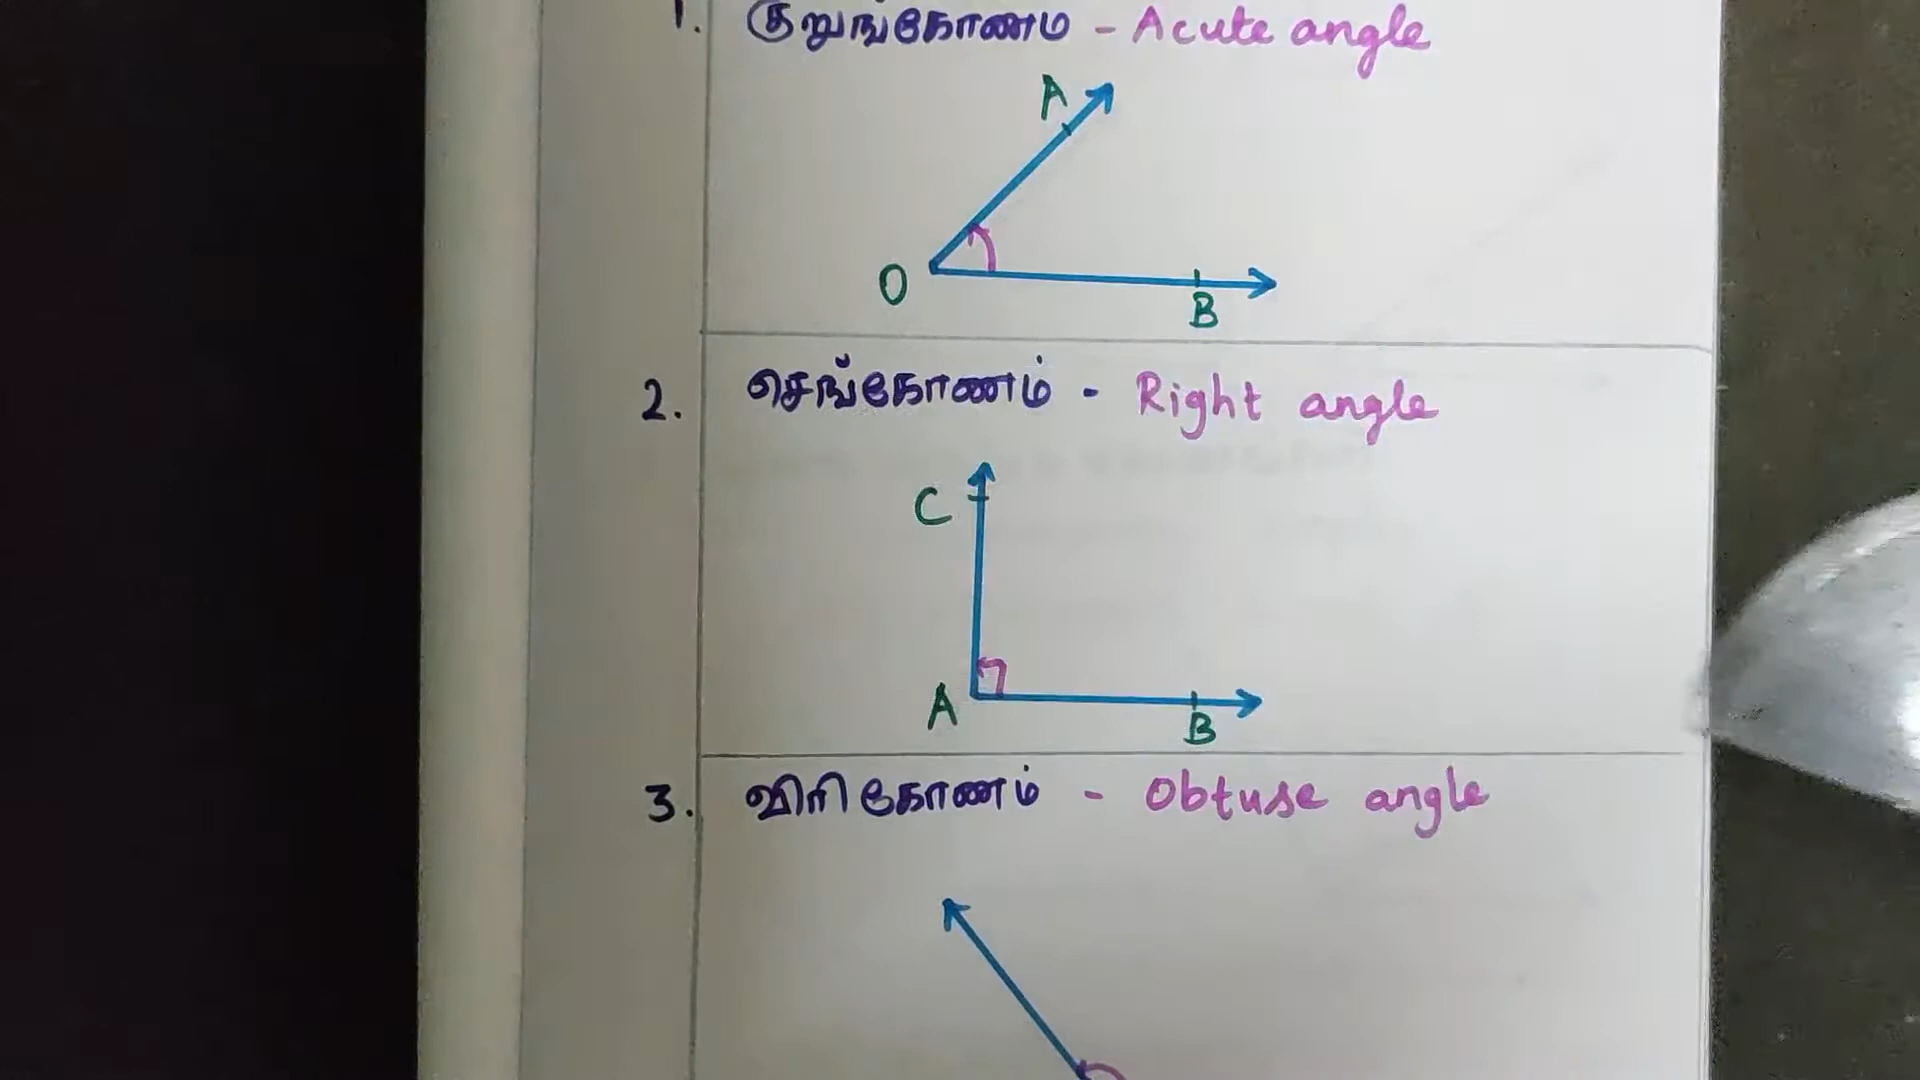 1. குறுங்கோணம் - Acute angle
A
O
B
2. செங்கோணம் - Right angle
C
A
B
3. விரிகோணம் - Obtuse angle